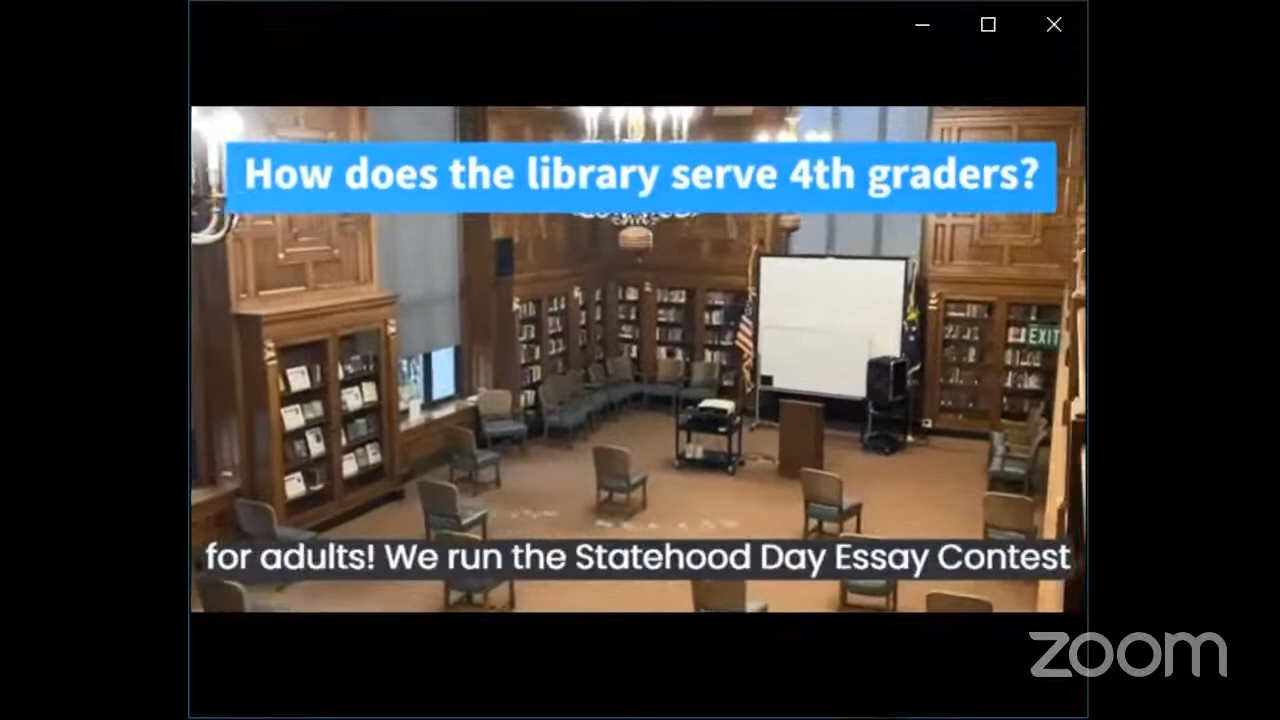 How does the library serve 4th graders?
EXIT
for adults! We run the Statehood Day Essay Contest
zoom